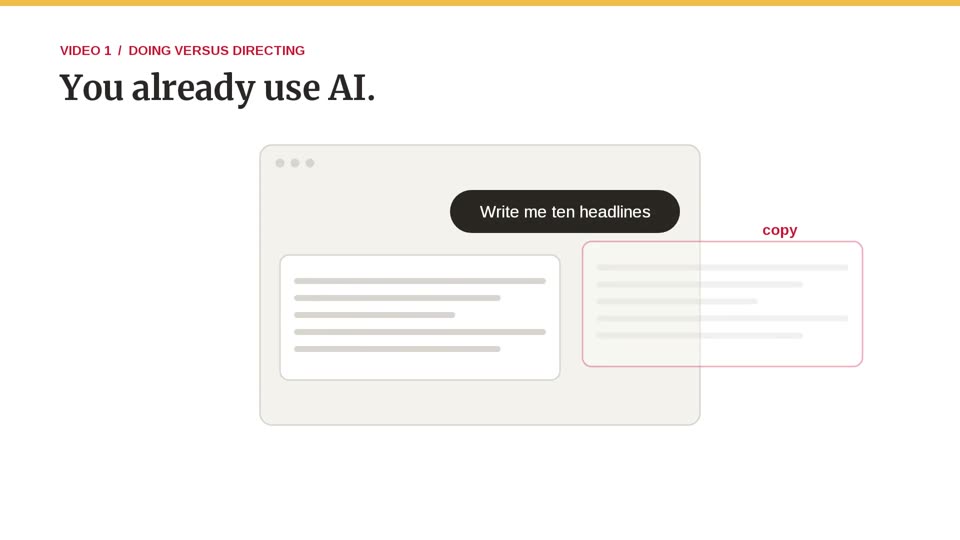 VIDEO 1 / DOING VERSUS DIRECTING
You already use AI.
Write me ten headlines
copy